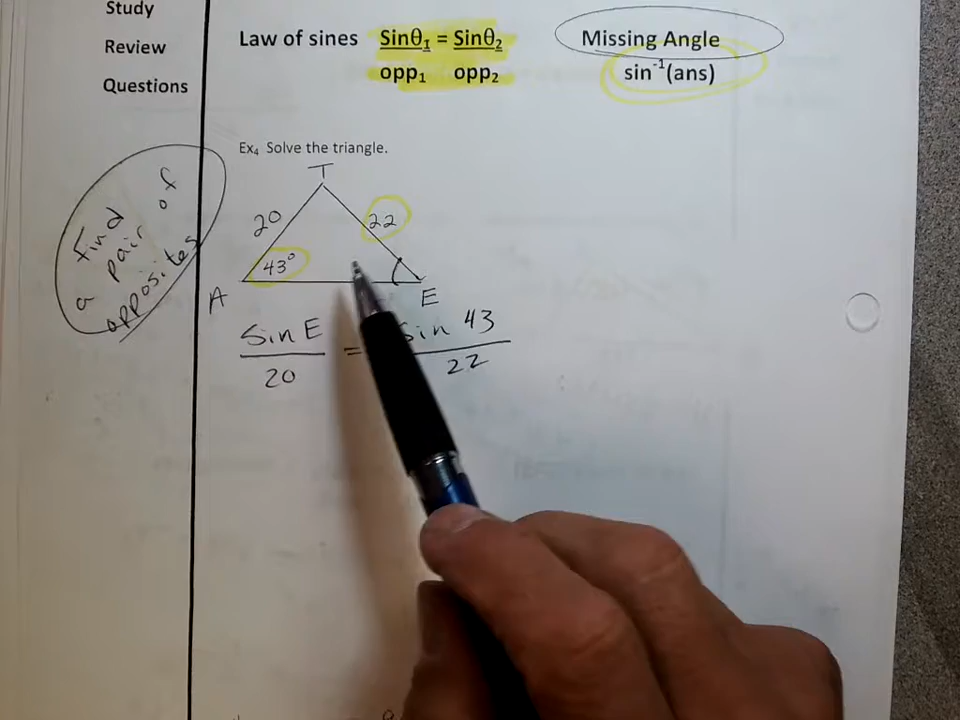 Study
Review
Questions
Law of sines Sinθ₁ = Sinθ₂
opp₁ opp₂
Missing Angle
sin⁻¹(ans)
Ex₄ Solve the triangle.
Find
a pair of
opposites
T
20
22
43°
A
E
Sin E = Sin 43
20 22